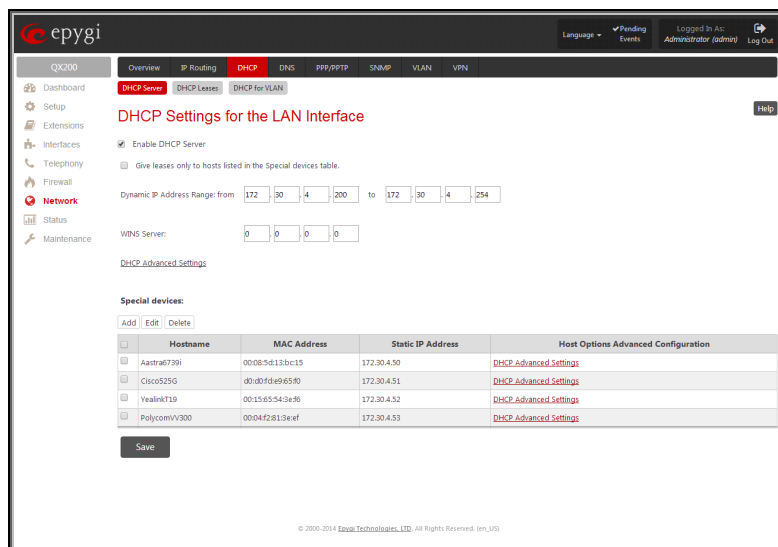 epygi
Language
Pending Events
Logged In As: Administrator (admin)
Log Out
QX200
Dashboard
Setup
Extensions
Interfaces
Telephony
Firewall
Network
Status
Maintenance
Overview IP Routing DHCP DNS PPP/PPTP SNMP VLAN VPN
DHCP Server DHCP Leases DHCP for VLAN
DHCP Settings for the LAN Interface
Help
Enable DHCP Server
Give leases only to hosts listed in the Special devices table.
Dynamic IP Address Range: from 172 . 30 . 4 . 200 to 172 . 30 . 4 . 254
WINS Server: 0 . 0 . 0 . 0
DHCP Advanced Settings
Special devices:
Add Edit Delete
Hostname MAC Address Static IP Address Host Options Advanced Configuration
Aastra6739i 00:08:5d:13:bc:15 172.30.4.50 DHCP Advanced Settings
Cisco525G d0:d0:fd:e9:65:f0 172.30.4.51 DHCP Advanced Settings
YealinkT19 00:15:65:54:3e:f6 172.30.4.52 DHCP Advanced Settings
PolycomVV300 00:04:f2:81:3e:ef 172.30.4.53 DHCP Advanced Settings
Save
© 2600-2014 Epygi Technologies, LTD. All Rights Reserved. (en_US)